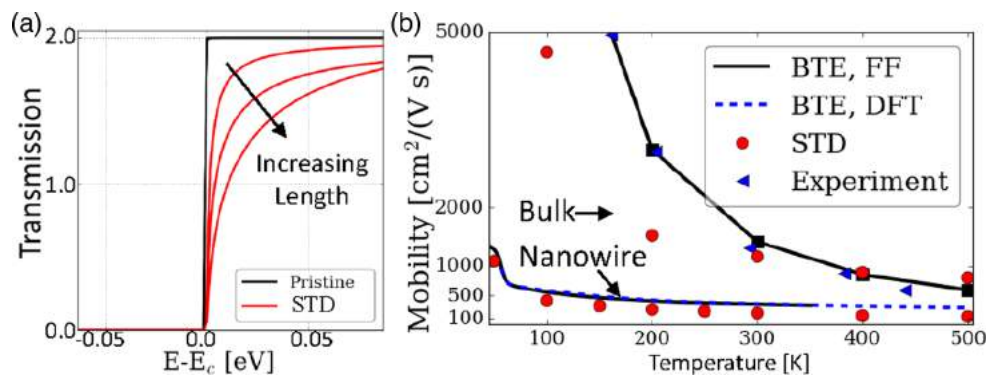 (a)
Transmission
2.0
1.0
0.0
-0.05
0.00
0.05
E-Ec [eV]
Increasing
Length
Pristine
STD
(b)
Mobility [cm²/(V s)]
5000
2000
1000
500
100
100
200
300
400
500
Temperature [K]
Bulk
Nanowire
BTE, FF
BTE, DFT
STD
Experiment